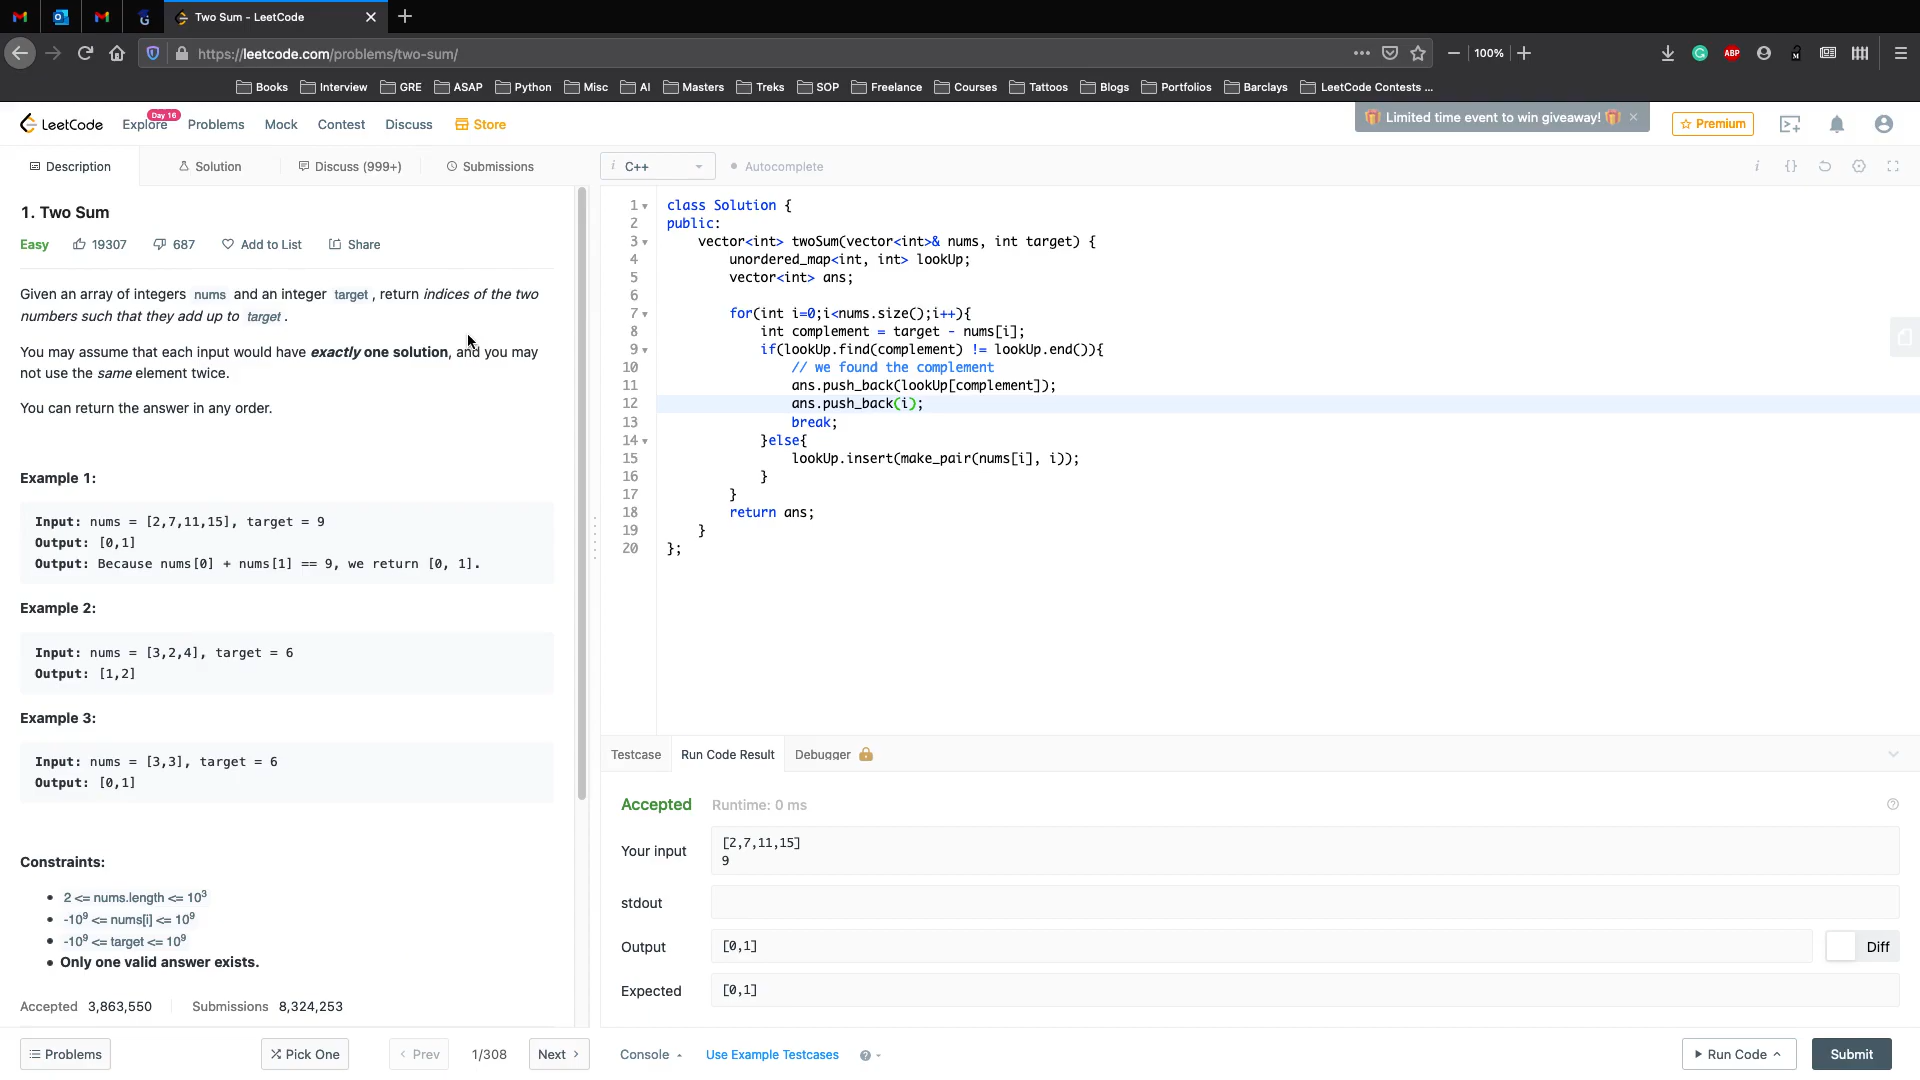 Two Sum - LeetCode
https://leetcode.com/problems/two-sum/
100%
ABP
Books Interview GRE ASAP Python Misc AI Masters Treks SOP Freelance Courses Tattoos Blogs Portfolios Barclays LeetCode Contests ...
LeetCode Explore Day 16 Problems Mock Contest Discuss Store
Limited time event to win giveaway!
Premium
Description Solution Discuss (999+) Submissions
1. Two Sum
Easy 19307 687 Add to List Share
Given an array of integers nums and an integer target, return indices of the two
numbers such that they add up to target.
You may assume that each input would have exactly one solution, and you may
not use the same element twice.
You can return the answer in any order.
Example 1:
Input: nums = [2,7,11,15], target = 9
Output: [0,1]
Output: Because nums[0] + nums[1] == 9, we return [0, 1].
Example 2:
Input: nums = [3,2,4], target = 6
Output: [1,2]
Example 3:
Input: nums = [3,3], target = 6
Output: [0,1]
Constraints:
2 <= nums.length <= 10³
-10⁹ <= nums[i] <= 10⁹
-10⁹ <= target <= 10⁹
Only one valid answer exists.
Accepted 3,863,550 Submissions 8,324,253
Problems Pick One Prev 1/308 Next
i C++ Autocomplete
i {}
1 class Solution {
2 public:
3 vector<int> twoSum(vector<int>& nums, int target) {
4 unordered_map<int, int> lookUp;
5 vector<int> ans;
6
7 for(int i=0;i<nums.size();i++){
8 int complement = target - nums[i];
9 if(lookUp.find(complement) != lookUp.end()){
10 // we found the complement
11 ans.push_back(lookUp[complement]);
12 ans.push_back(i);
13 break;
14 }else{
15 lookUp.insert(make_pair(nums[i], i));
16 }
17 }
18 return ans;
19 }
20 };
Testcase Run Code Result Debugger
Accepted Runtime: 0 ms
Your input
[2,7,11,15]
9
stdout
Output [0,1] Diff
Expected [0,1]
Console Use Example Testcases Run Code Submit